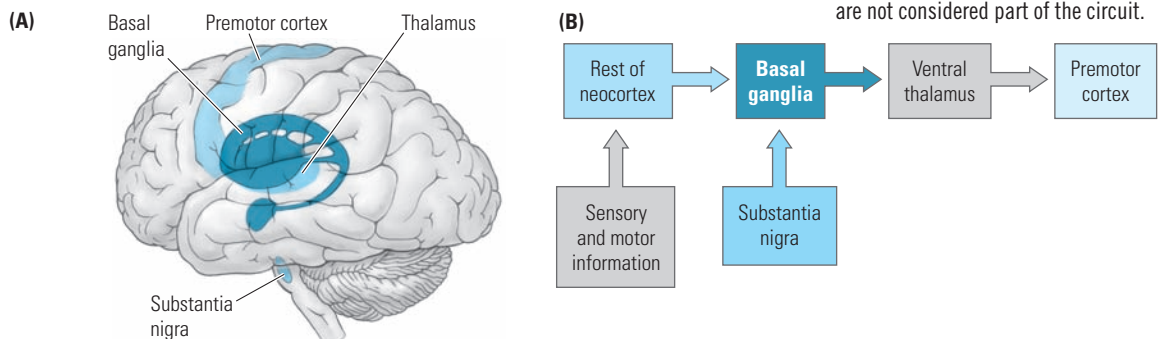 (A)
Basal
ganglia
Premotor cortex
Thalamus
Substantia
nigra
are not considered part of the circuit.
(B)
Rest of
neocortex
Basal
ganglia
Ventral
thalamus
Premotor
cortex
Sensory
and motor
information
Substantia
nigra